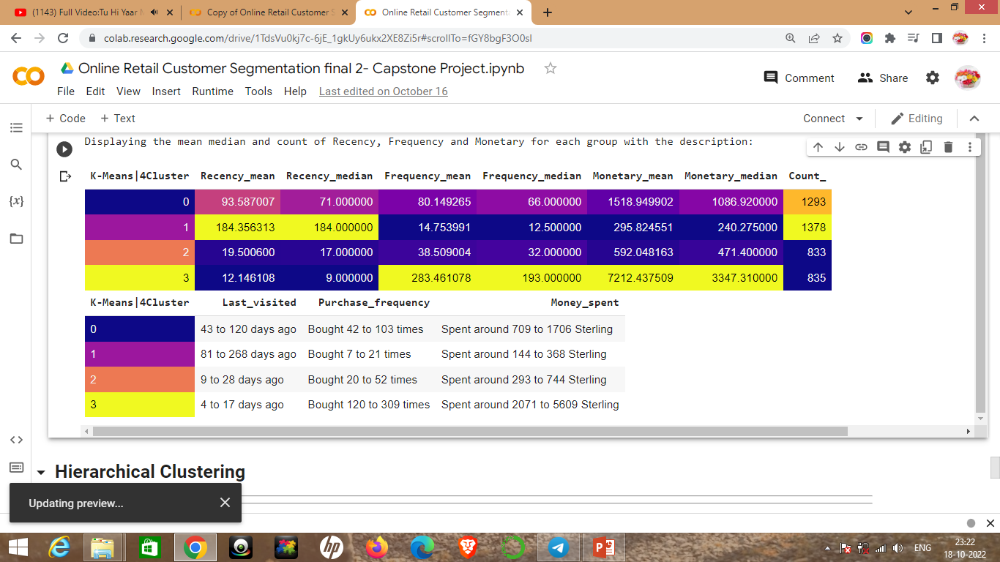 (1143) Full Video:Tu Hi Yaar
Copy of Online Retail Customer S
Online Retail Customer Segmenta
colab.research.google.com/drive/1TdsVu0kj7c-6jE_1gkUy6ukx2XE8Zi5r#scrollTo=fGY8bgF3O0sI
Online Retail Customer Segmentation final 2- Capstone Project.ipynb
Comment Share
File Edit View Insert Runtime Tools Help Last edited on October 16
+ Code + Text Connect Editing
Displaying the mean median and count of Recency, Frequency and Monetary for each group with the description:
K-Means|4Cluster Recency_mean Recency_median Frequency_mean Frequency_median Monetary_mean Monetary_median Count_
0 93.587007 71.000000 80.149265 66.000000 1518.949902 1086.920000 1293
1 184.356313 184.000000 14.753991 12.500000 295.824551 240.275000 1378
2 19.500600 17.000000 38.509004 32.000000 592.048163 471.400000 833
3 12.146108 9.000000 283.461078 193.000000 7212.437509 3347.310000 835
K-Means|4Cluster Last_visited Purchase_frequency Money_spent
0 43 to 120 days ago Bought 42 to 103 times Spent around 709 to 1706 Sterling
1 81 to 268 days ago Bought 7 to 21 times Spent around 144 to 368 Sterling
2 9 to 28 days ago Bought 20 to 52 times Spent around 293 to 744 Sterling
3 4 to 17 days ago Bought 120 to 309 times Spent around 2071 to 5609 Sterling
Hierarchical Clustering
Updating preview...
ENG
23:22
18-10-2022